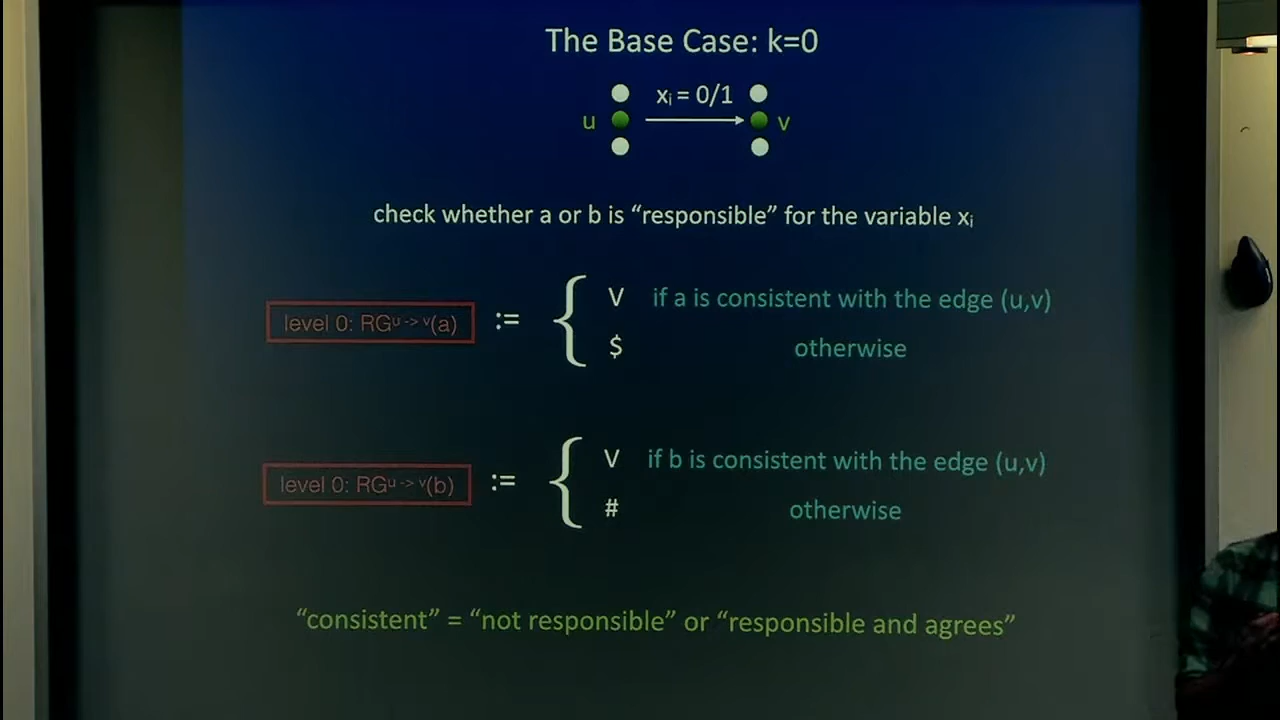 The Base Case: k=0
xᵢ = 0/1
u v
check whether a or b is “responsible” for the variable xᵢ
V if a is consistent with the edge (u,v)
level 0: RGᵘ⁻ᐳᵛ(a) :=
$ otherwise
V if b is consistent with the edge (u,v)
level 0: RGᵘ⁻ᐳᵛ(b) :=
# otherwise
“consistent” = “not responsible” or “responsible and agrees”